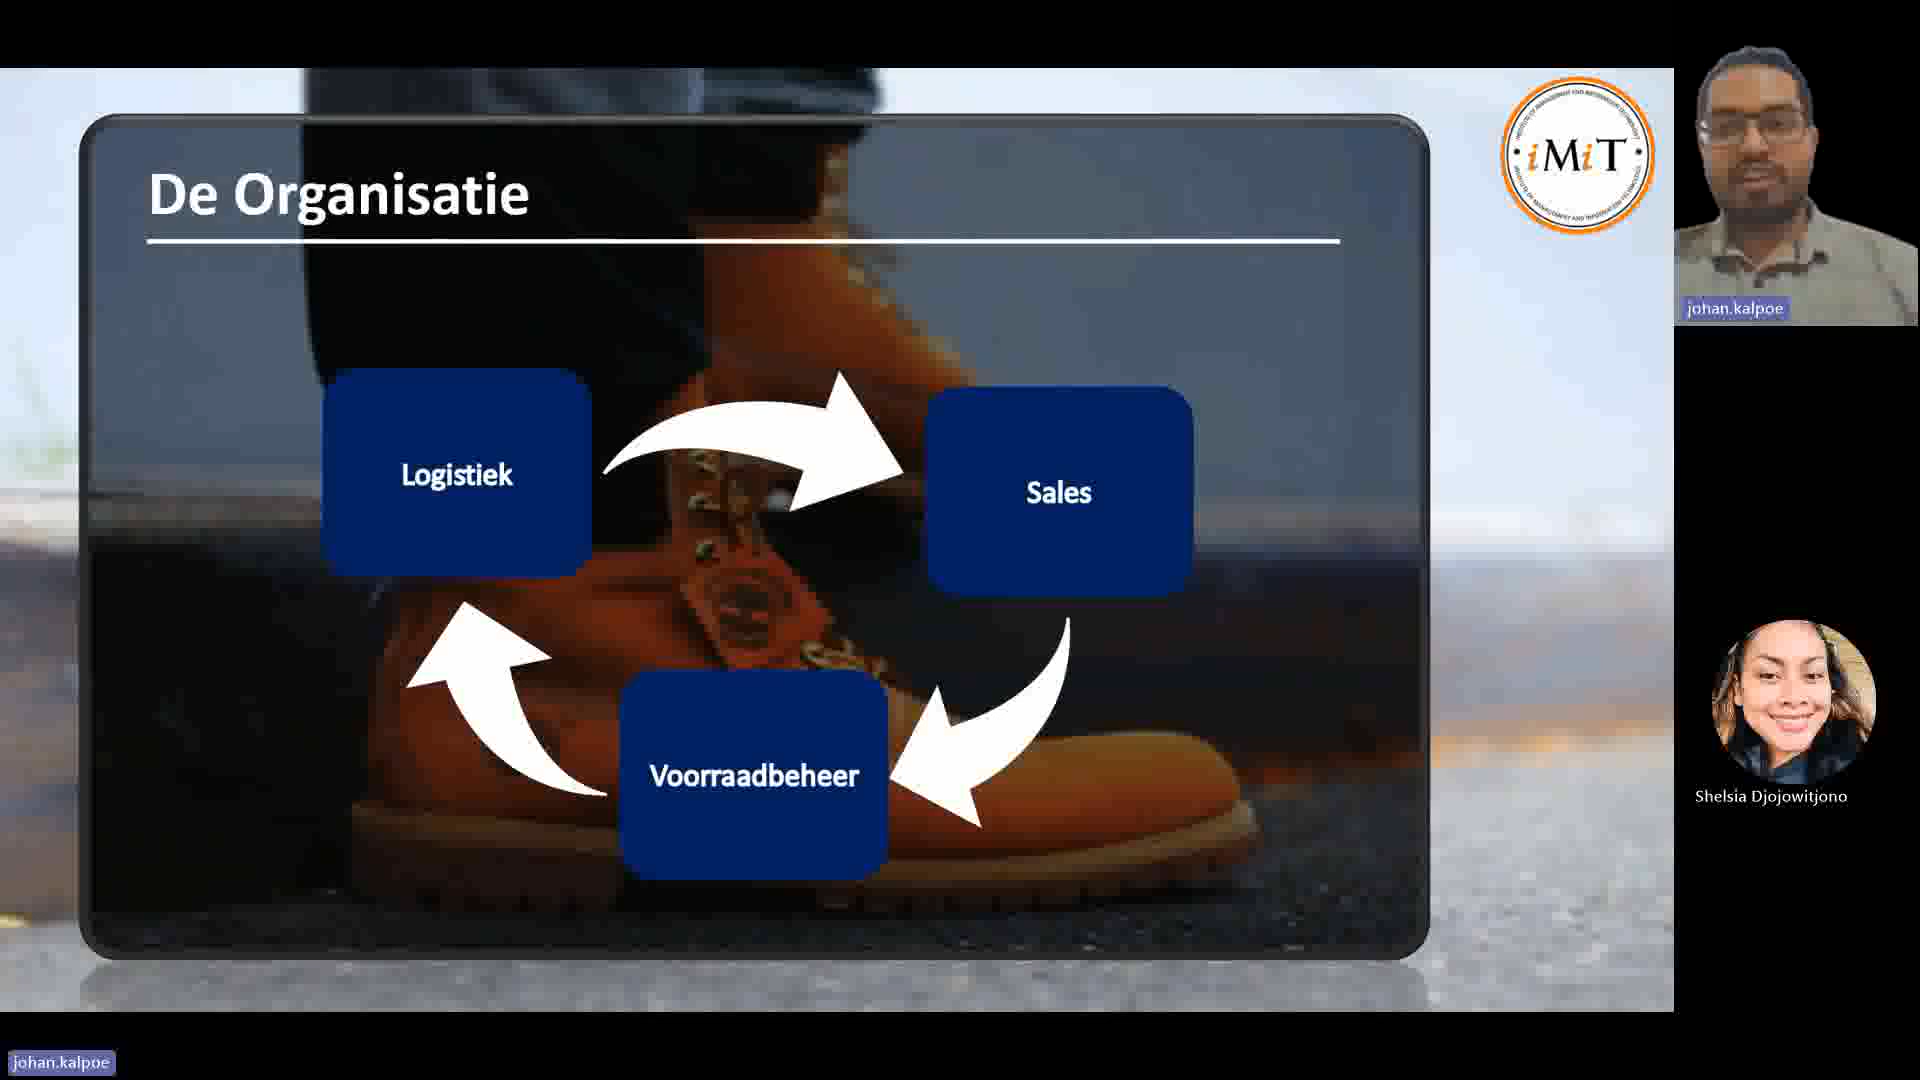 De Organisatie
iMiT
johan.kalpoe
Logistiek
Sales
Voorraadbeheer
Shelsia Djojowitjono
johan.kalpoe